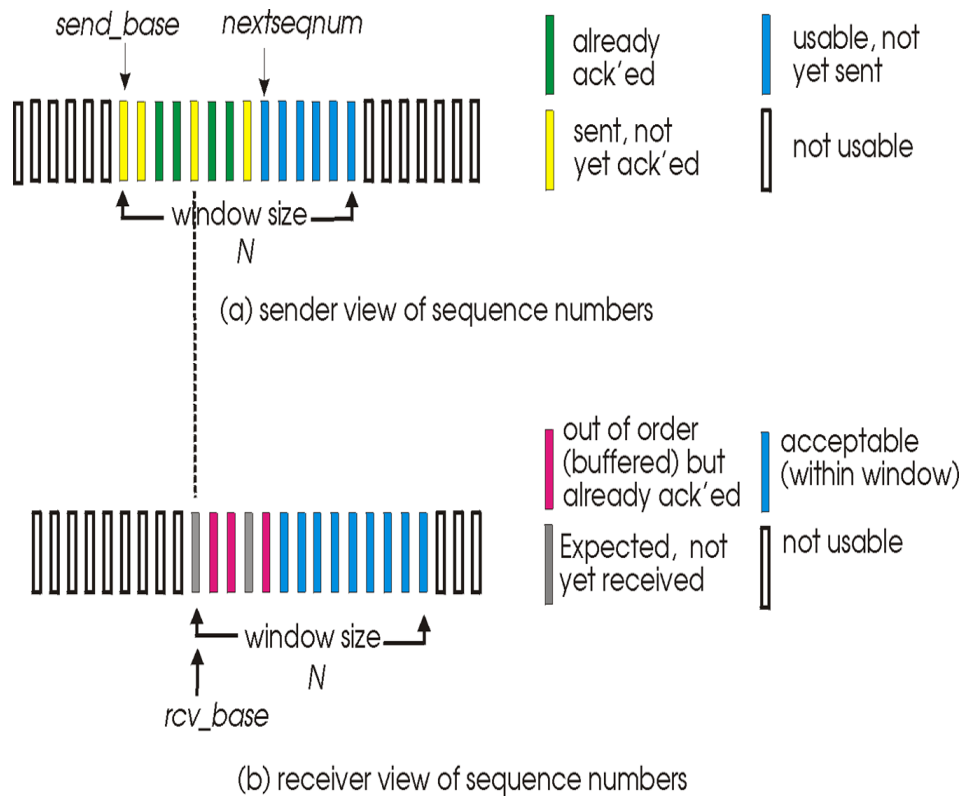 send_base
nextseqnum
already
ack'ed
usable, not
yet sent
sent, not
yet ack'ed
not usable
window size
N
(a) sender view of sequence numbers
out of order
(buffered) but
already ack'ed
acceptable
(within window)
Expected, not
yet received
not usable
window size
N
rcv_base
(b) receiver view of sequence numbers